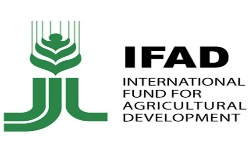 IFAD
INTERNATIONAL
FUND FOR
AGRICULTURAL
DEVELOPMENT